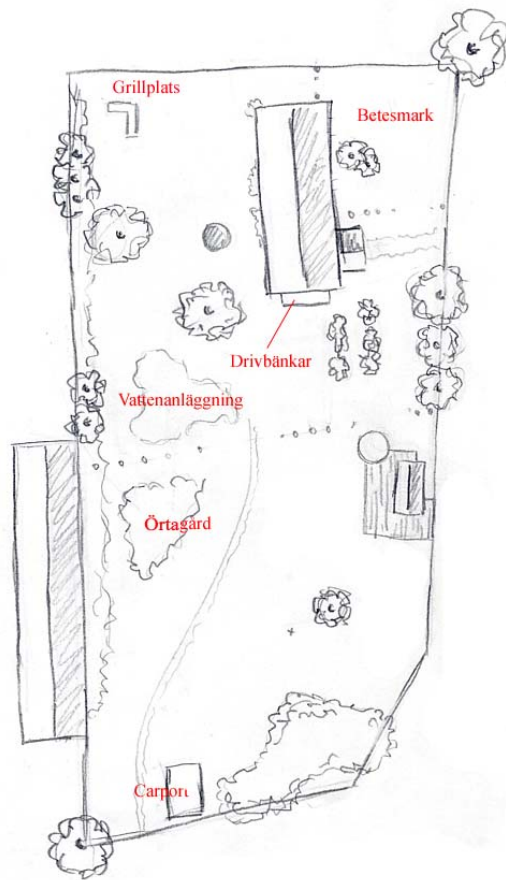 Grillplats
Betesmark
Drivbänkar
Vattenanläggning
Örtagård
Carport